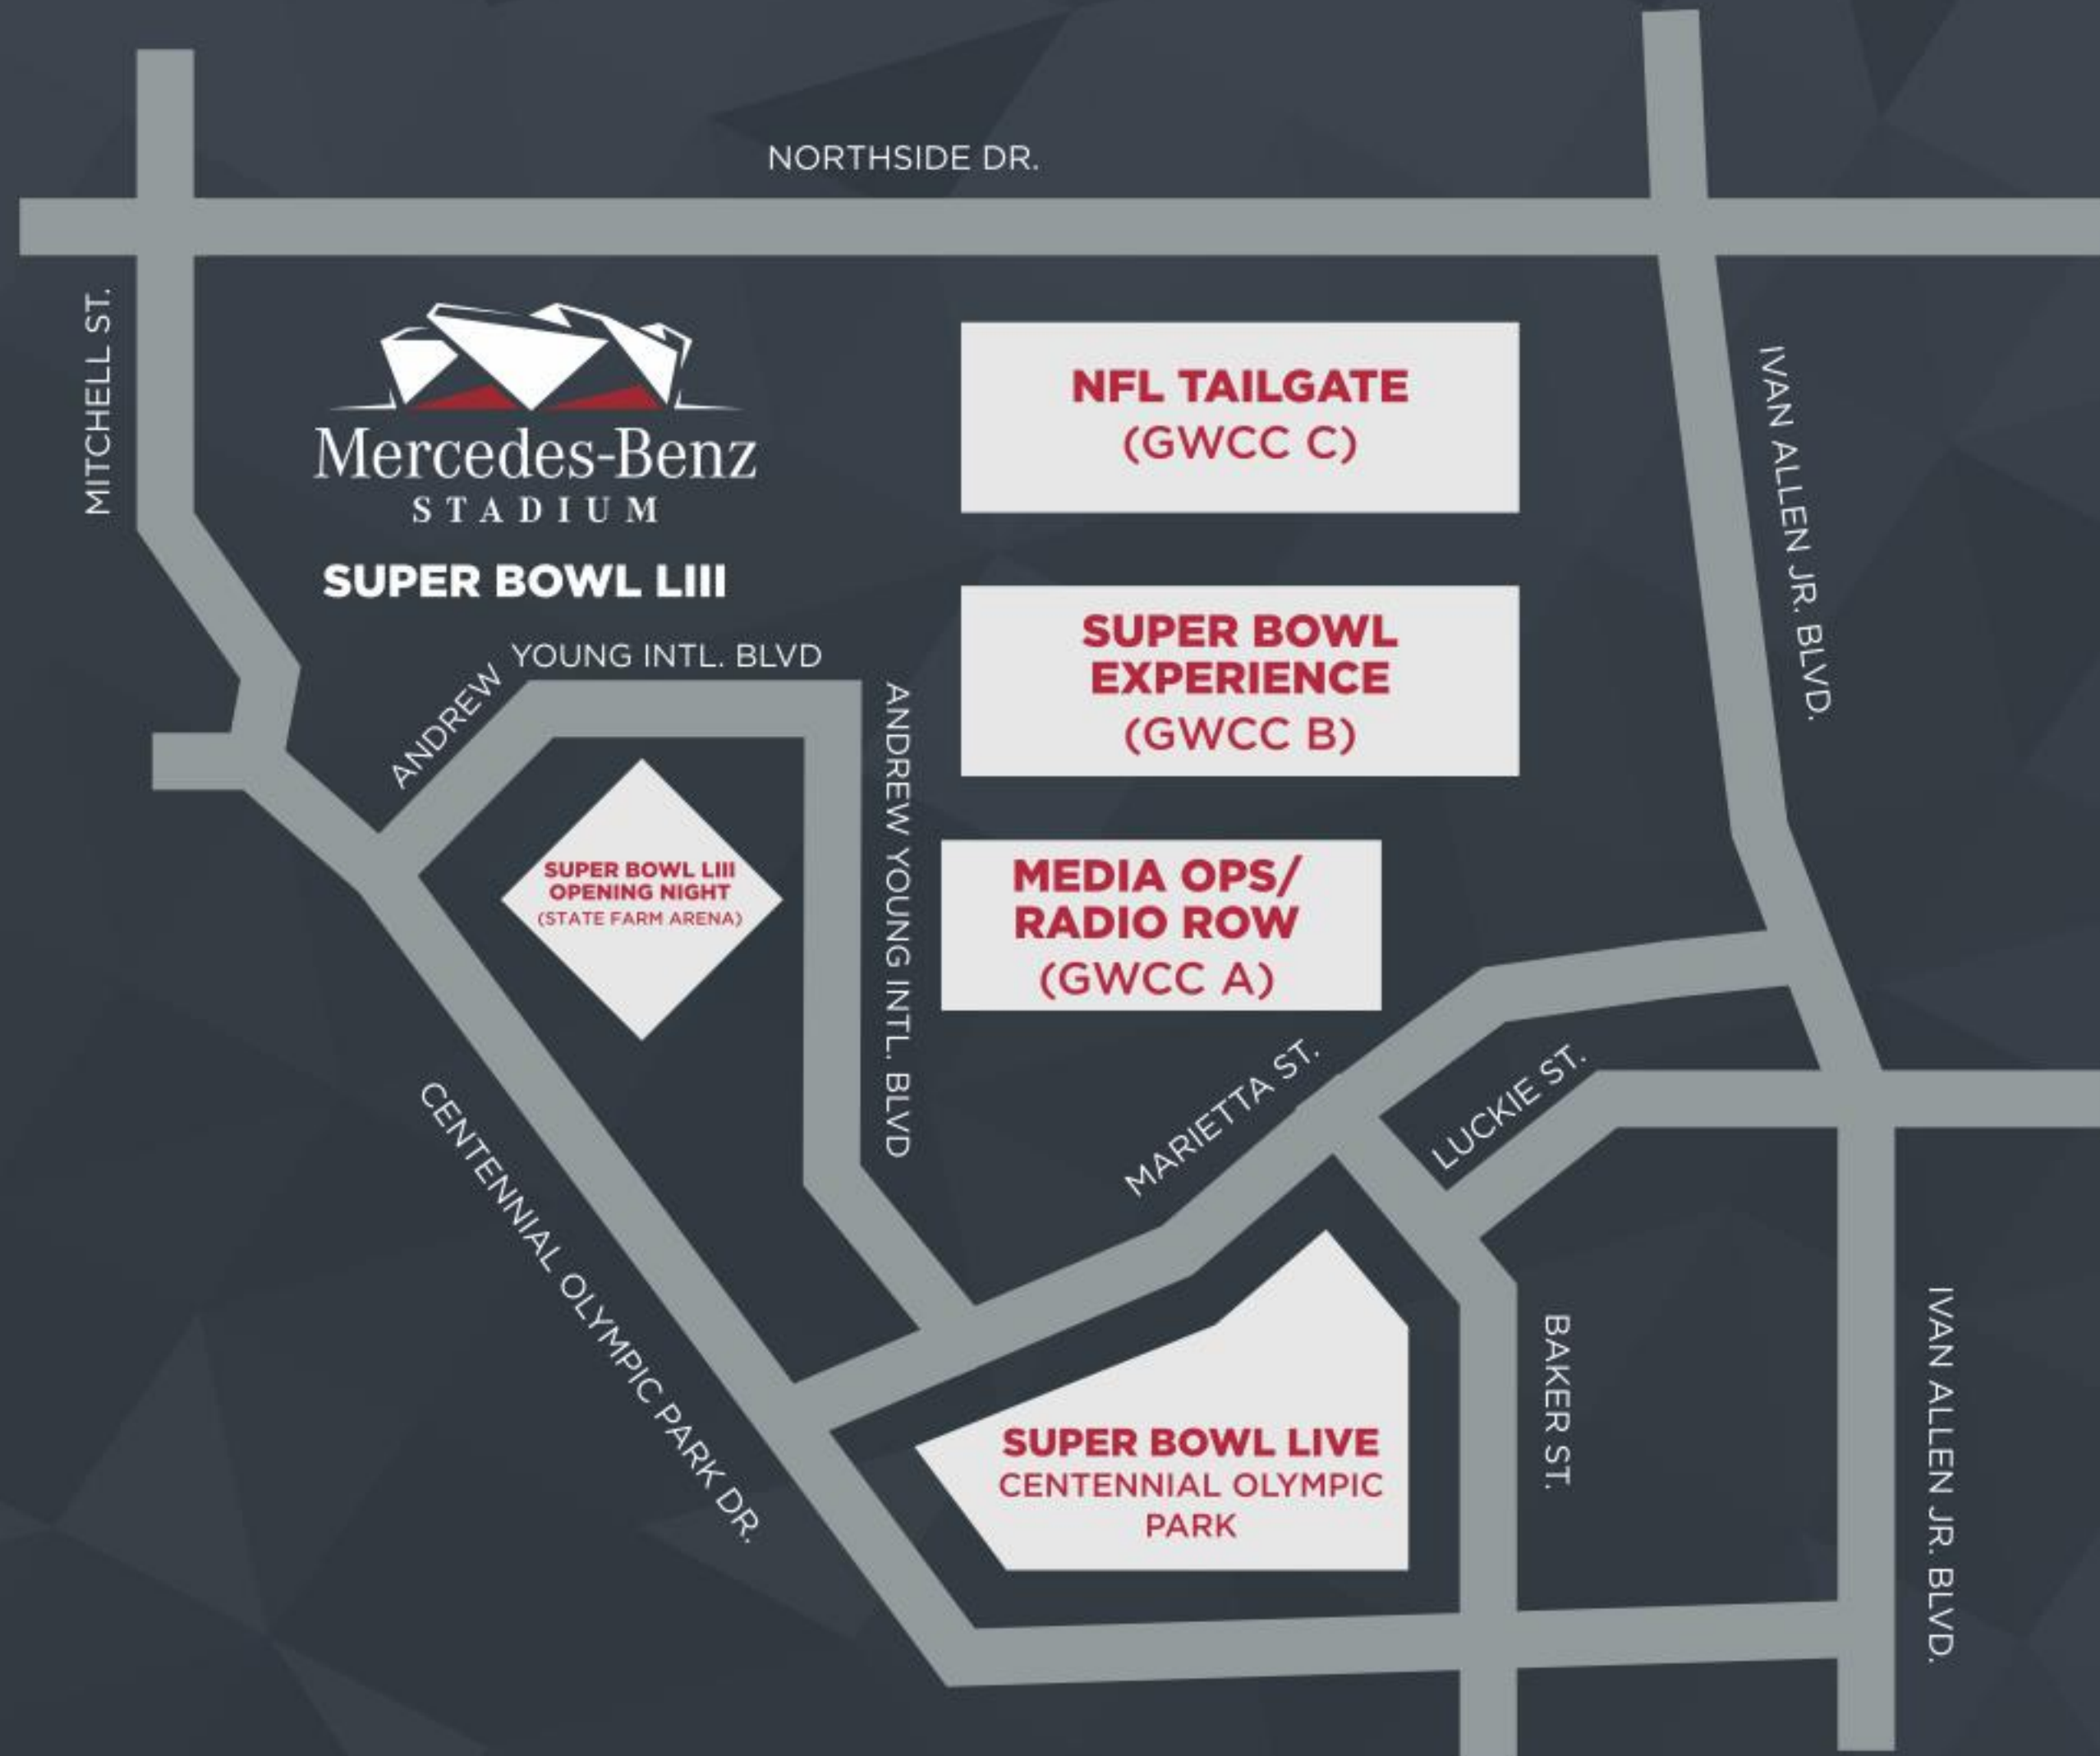 NORTHSIDE DR.
MITCHELL ST.
Mercedes-Benz
STADIUM
SUPER BOWL LIII
NFL TAILGATE
(GWCC C)
IVAN ALLEN JR. BLVD.
SUPER BOWL
EXPERIENCE
(GWCC B)
ANDREW YOUNG INTL. BLVD
ANDREW YOUNG INTL. BLVD
SUPER BOWL LIII
OPENING NIGHT
(STATE FARM ARENA)
MEDIA OPS/
RADIO ROW
(GWCC A)
MARIETTA ST.
LUCKIE ST.
CENTENNIAL OLYMPIC PARK DR.
SUPER BOWL LIVE
CENTENNIAL OLYMPIC
PARK
BAKER ST.
IVAN ALLEN JR. BLVD.